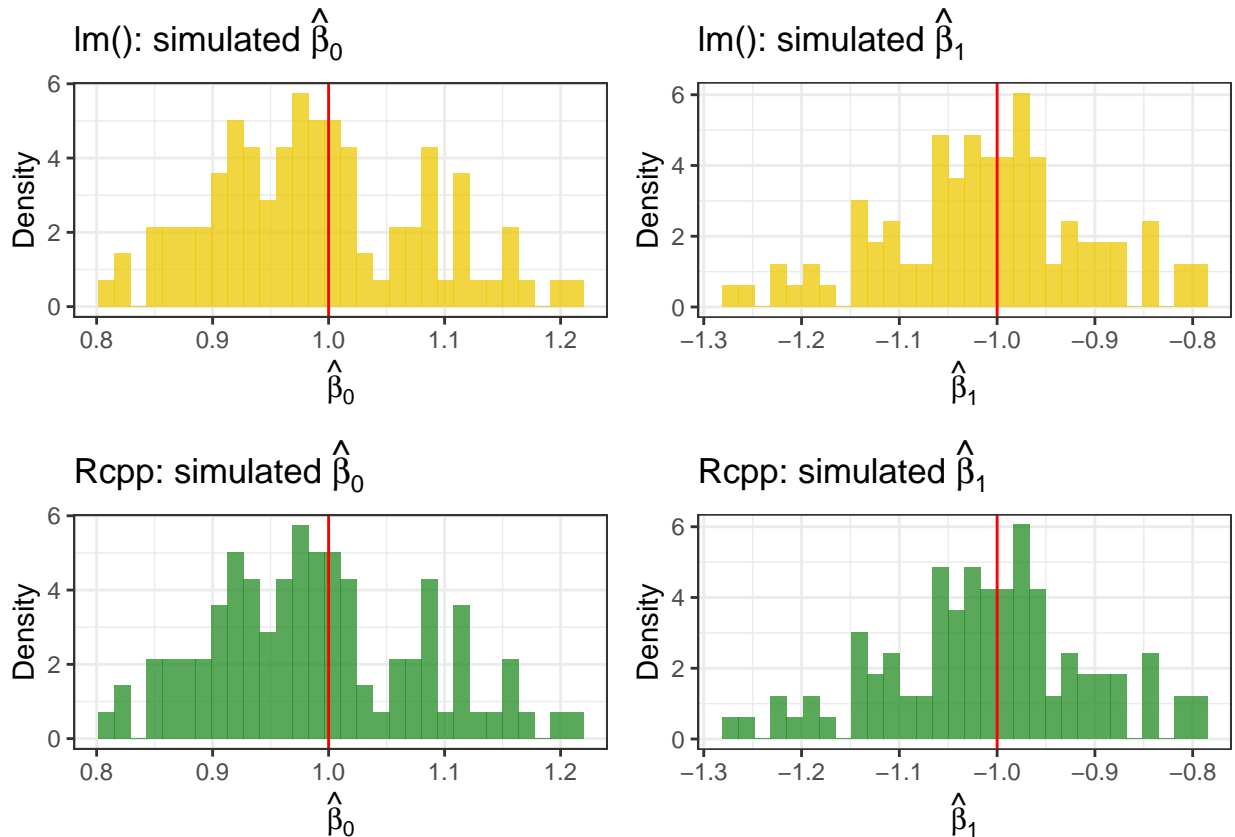 lm(): simulated β̂₀
Density
6
4
2
0
0.8 0.9 1.0 1.1 1.2
β̂₀
lm(): simulated β̂₁
Density
6
4
2
0
−1.3 −1.2 −1.1 −1.0 −0.9 −0.8
β̂₁
Rcpp: simulated β̂₀
Density
6
4
2
0
0.8 0.9 1.0 1.1 1.2
β̂₀
Rcpp: simulated β̂₁
Density
6
4
2
0
−1.3 −1.2 −1.1 −1.0 −0.9 −0.8
β̂₁